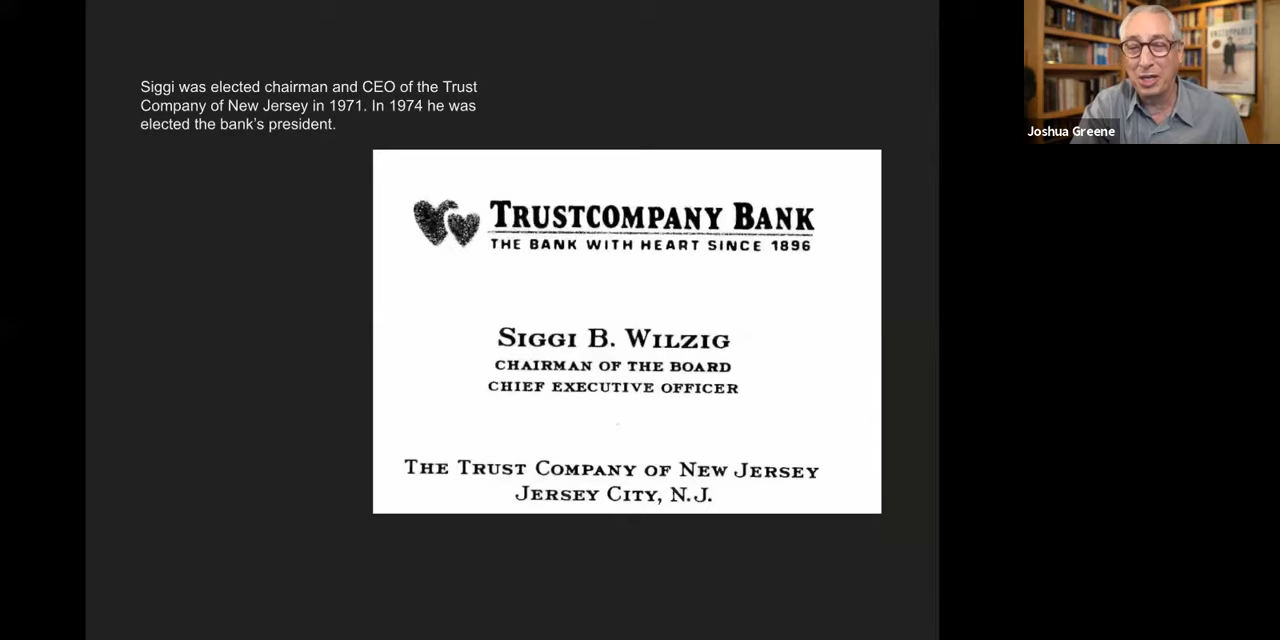 Siggi was elected chairman and CEO of the Trust
Company of New Jersey in 1971. In 1974 he was
elected the bank’s president.
TRUSTCOMPANY BANK
THE BANK WITH HEART SINCE 1896
SIGGI B. WILZIG
CHAIRMAN OF THE BOARD
CHIEF EXECUTIVE OFFICER
THE TRUST COMPANY OF NEW JERSEY
JERSEY CITY, N.J.
UNSTOPPABLE
Joshua Greene